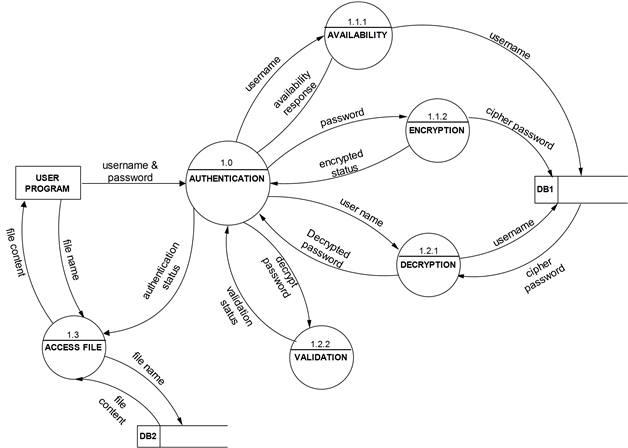 1.1.1
AVAILABILITY
username
username
availability
response
password
1.1.2
ENCRYPTION
cipher password
encrypted
status
1.0
AUTHENTICATION
username &
password
USER
PROGRAM
DB1
user name
username
Decrypted
password
1.2.1
DECRYPTION
cipher
password
file content
file name
authentication
status
decrypt
password
validation
status
1.3
ACCESS FILE
1.2.2
VALIDATION
file name
file
content
DB2